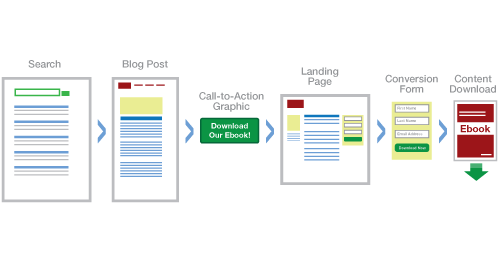 Search
Blog Post
Call-to-Action
Graphic
Download
Our Ebook!
Landing
Page
Conversion
Form
First Name
Last Name
Email Address
Download Now
Content
Download
Ebook